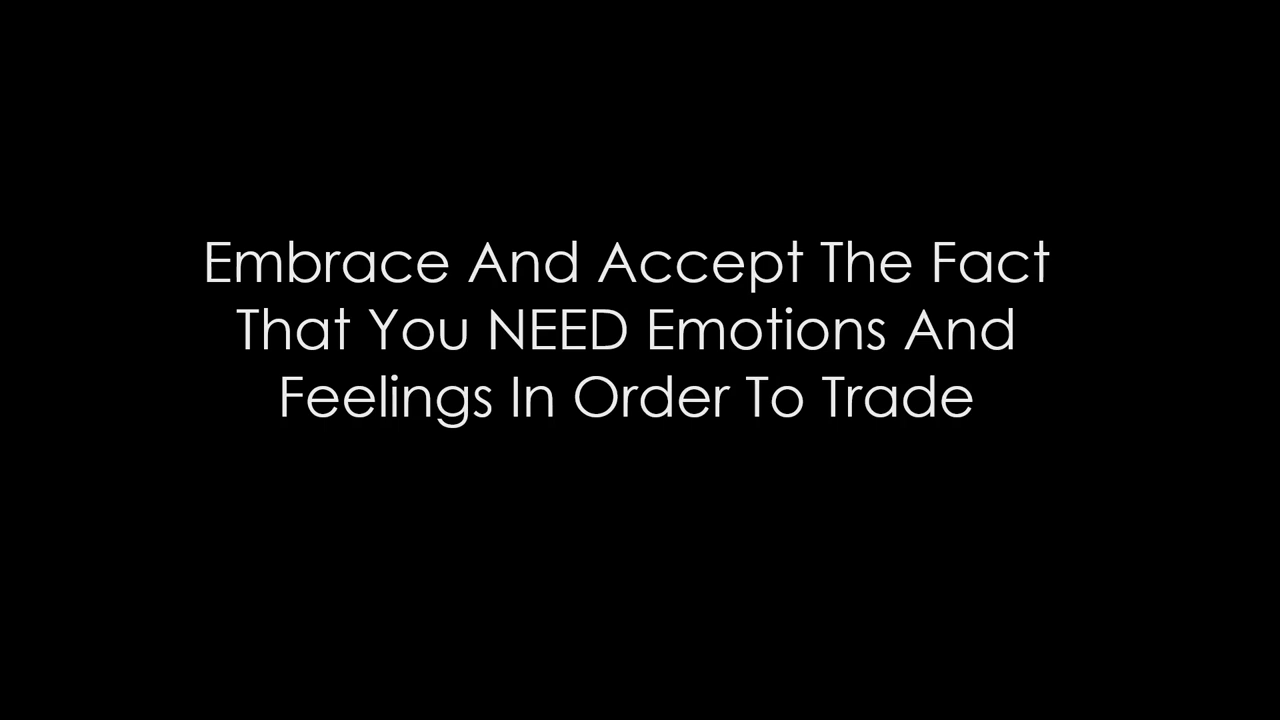 Embrace And Accept The Fact
That You NEED Emotions And
Feelings In Order To Trade